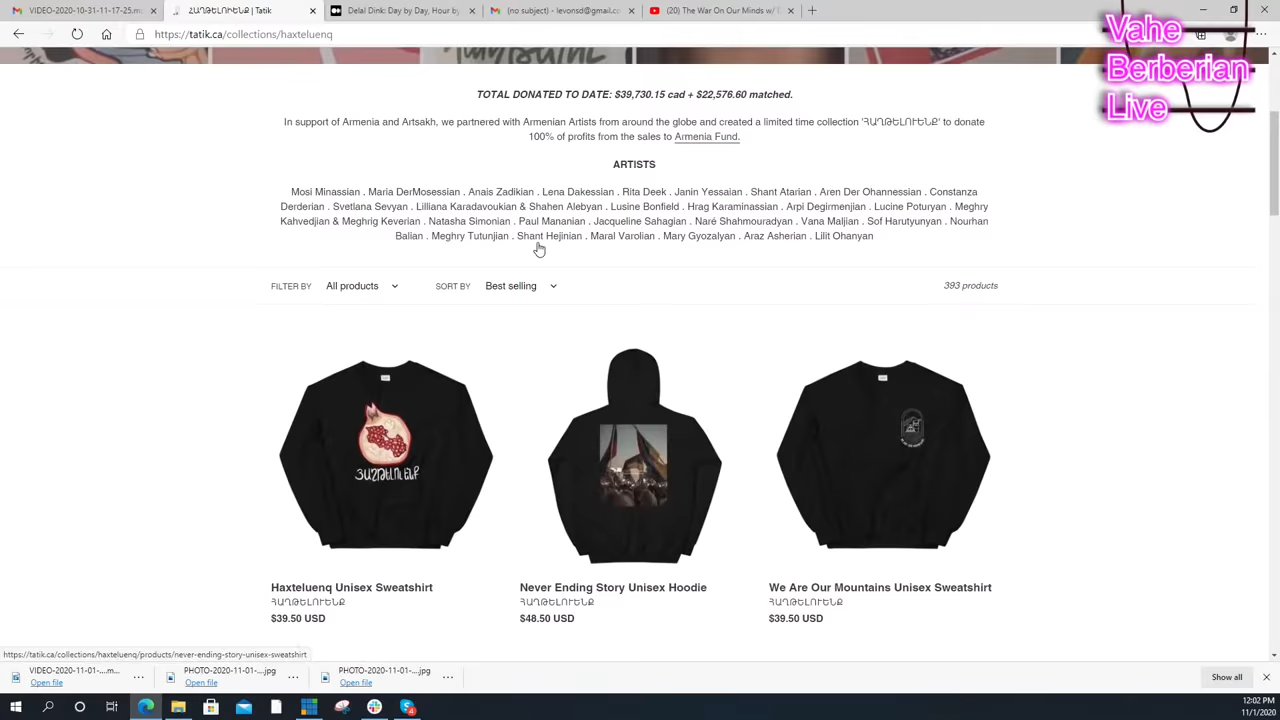 VIDEO-2020-10-31-11-17-25.m...
ՀԱՂԹԵԼՈՒԵՆՔ | Tatik
Delal Dink: Day by Day, Hour by
(no subject) - levonsd@gmail.co
(20) The War On Our Minds w/ D
https://tatik.ca/collections/haxteluenq
Vahe
Berberian
Live
TOTAL DONATED TO DATE: $39,730.15 cad + $22,576.60 matched.
In support of Armenia and Artsakh, we partnered with Armenian Artists from around the globe and created a limited time collection 'ՀԱՂԹԵԼՈՒԵՆՔ' to donate
100% of profits from the sales to Armenia Fund.
ARTISTS
Mosi Minassian . Maria DerMosessian . Anais Zadikian . Lena Dakessian . Rita Deek . Janin Yessaian . Shant Atarian . Aren Der Ohannessian . Constanza
Derderian . Svetlana Sevyan . Lilliana Karadavoukian & Shahen Alebyan . Lusine Bonfield . Hrag Karaminassian . Arpi Degirmenjian . Lucine Poturyan . Meghry
Kahvedjian & Meghrig Keverian . Natasha Simonian . Paul Mananian . Jacqueline Sahagian . Naré Shahmouradyan . Vana Maljian . Sof Harutyunyan . Nourhan
Balian . Meghry Tutunjian . Shant Hejinian . Maral Varolian . Mary Gyozalyan . Araz Asherian . Lilit Ohanyan
FILTER BY All products SORT BY Best selling 393 products
ՅԱՂԹԵԼՈՒ ԵՆՔ
Haxteluenq Unisex Sweatshirt
ՀԱՂԹԵԼՈՒԵՆՔ
$39.50 USD
Never Ending Story Unisex Hoodie
ՀԱՂԹԵԼՈՒԵՆՔ
$48.50 USD
We Are Our Mountains Unisex Sweatshirt
ՀԱՂԹԵԼՈՒԵՆՔ
$39.50 USD
https://tatik.ca/collections/haxteluenq/products/never-ending-story-unisex-sweatshirt
VIDEO-2020-11-01-....m...
Open file
PHOTO-2020-11-01-....jpg
Open file
PHOTO-2020-11-01-....jpg
Open file
Show all
12:02 PM
11/1/2020